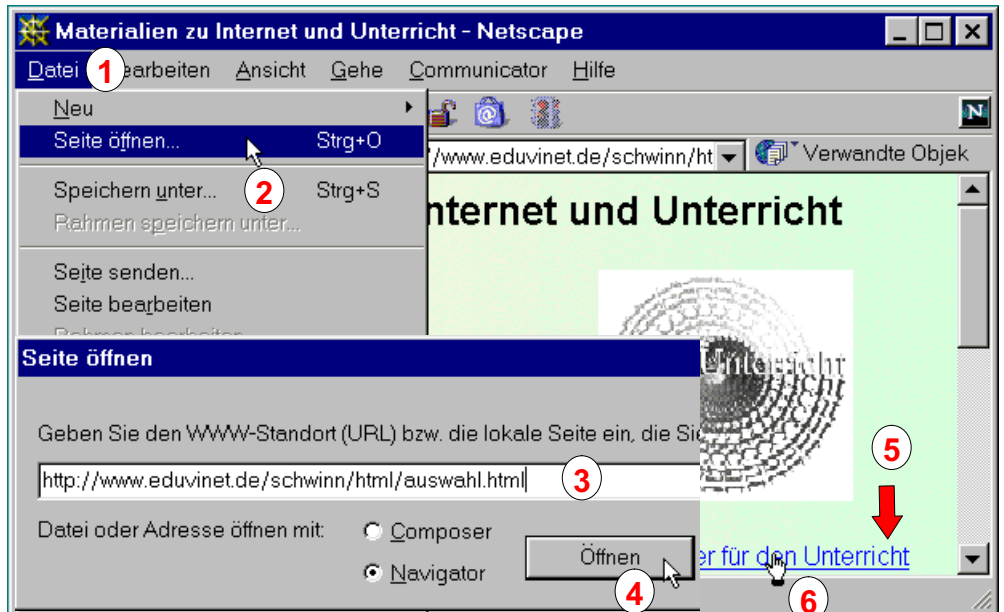 Materialien zu Internet und Unterricht - Netscape
Datei 1 earbeiten Ansicht Gehe Communicator Hilfe
Neu
Seite öffnen... Strg+O
2
Speichern unter... Strg+S
Rahmen speichern unter...
Seite senden...
Seite bearbeiten
Rahmen bearbeiten
N
/www.eduvinet.de/schwinn/ht Verwandte Objek
nternet und Unterricht
Unterricht
Seite öffnen
Geben Sie den WWW-Standort (URL) bzw. die lokale Seite ein, die Sie
http://www.eduvinet.de/schwinn/html/auswahl.html 3
Datei oder Adresse öffnen mit: Composer
Navigator
Öffnen
4
5
er für den Unterricht
6